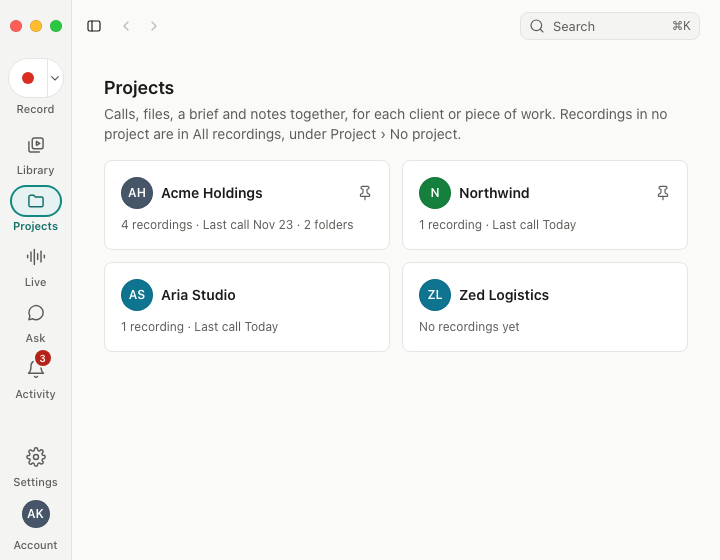 Search
⌘K
Record
Library
Projects
Live
Ask
3
Activity
Settings
AK
Account
Projects
Calls, files, a brief and notes together, for each client or piece of work. Recordings in no
project are in All recordings, under Project › No project.
AH
Acme Holdings
4 recordings · Last call Nov 23 · 2 folders
N
Northwind
1 recording · Last call Today
AS
Aria Studio
1 recording · Last call Today
ZL
Zed Logistics
No recordings yet